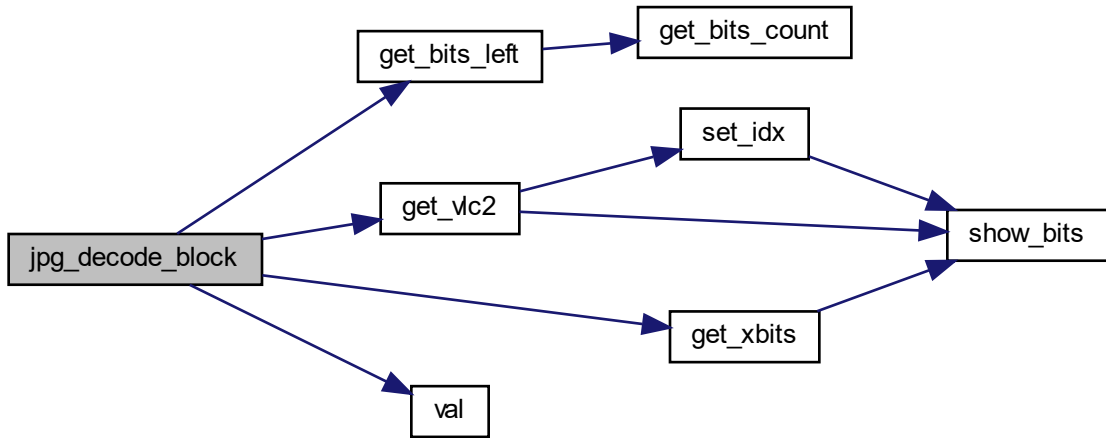 get_bits_count
get_bits_left
set_idx
get_vlc2
show_bits
jpg_decode_block
get_xbits
val